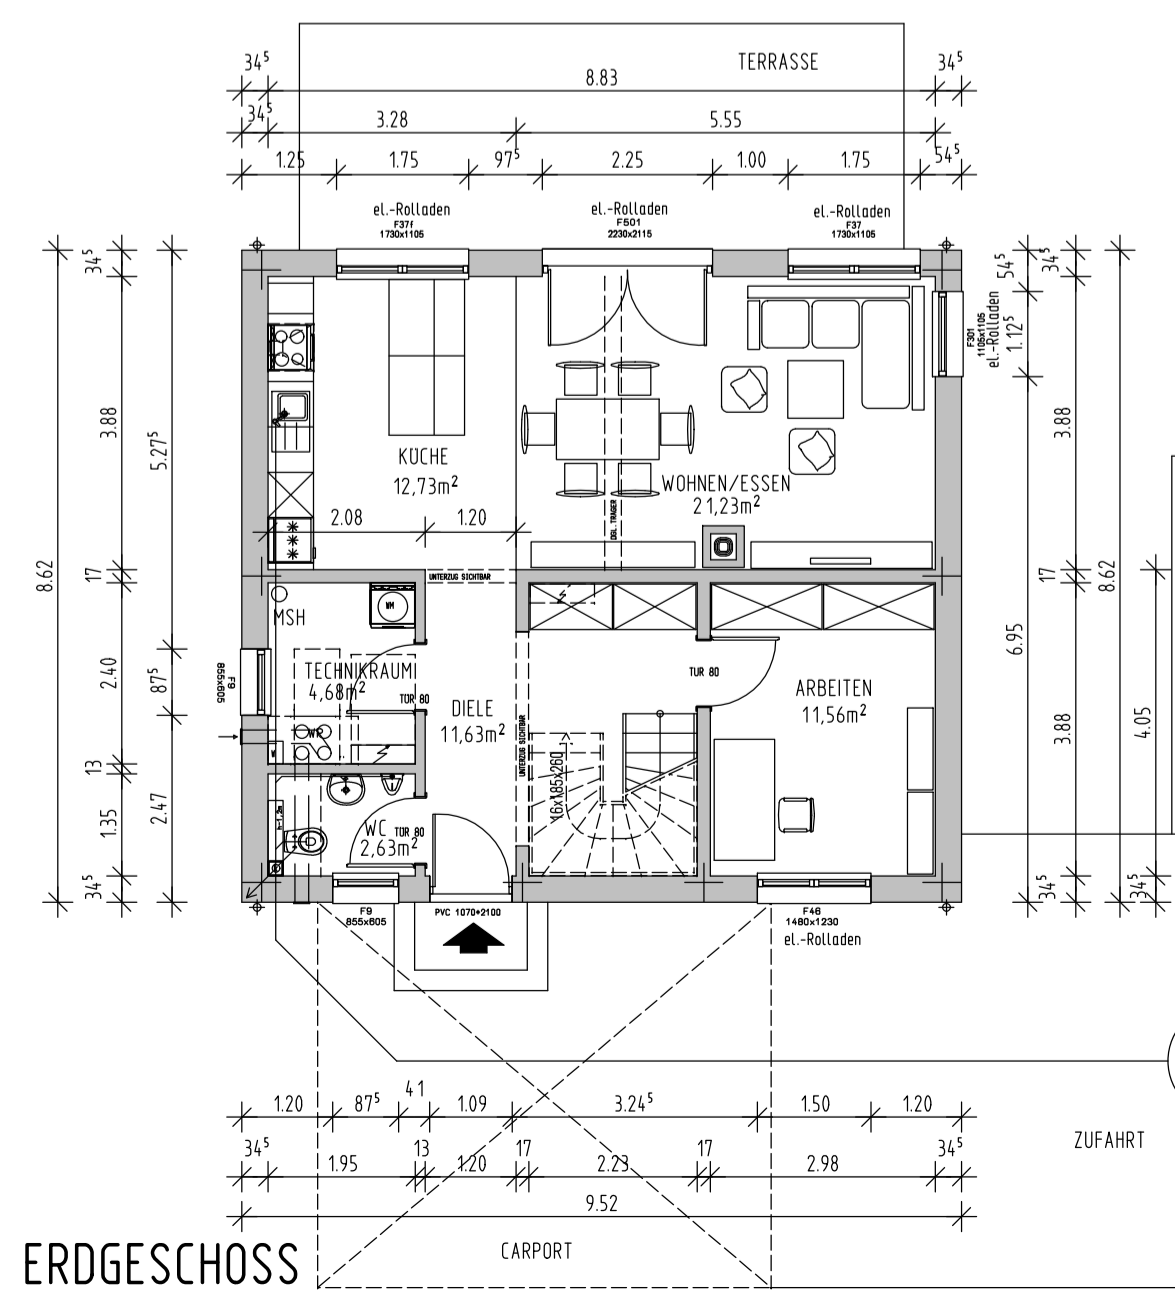 TERRASSE
34⁵ 8.83 34⁵
34⁵ 3.28 5.55
1.25 1.75 97⁵ 2.25 1.00 1.75 54⁵
el.-Rolladen
F37f
1730x1105
el.-Rolladen
F501
2230x2115
el.-Rolladen
F37
1730x1105
34⁵
3.88
17
2.40
13
1.35
34⁵
8.62
5.27⁵
87⁵
2.47
54⁵
1.12⁵
6.95
34⁵
3.88
17
3.88
34⁵
8.62
4.05
34⁵
F301
1105x1105
el.-Rolladen
KÜCHE
12,73m²
WOHNEN/ESSEN
21,23m²
DGL. TRÄGER
2.08 1.20
UNTERZUG SICHTBAR
MSH
WM
TECHNIKRAUM
4,68m²
TÜR 80
WP
F9
855x605
DIELE
11,63m²
UNTERZUG SICHTBAR
16x185x260
TÜR 80
ARBEITEN
11,56m²
WC
2,63m²
TÜR 80
h=1,2m
F9
855x605
PVC 1070*2100
F46
1480x1230
el.-Rolladen
1.20 87⁵ 41 1.09 3.24⁵ 1.50 1.20
34⁵ 1.95 13 1.20 17 2.23 17 2.98 34⁵
9.52
ZUFAHRT
CARPORT
ERDGESCHOSS